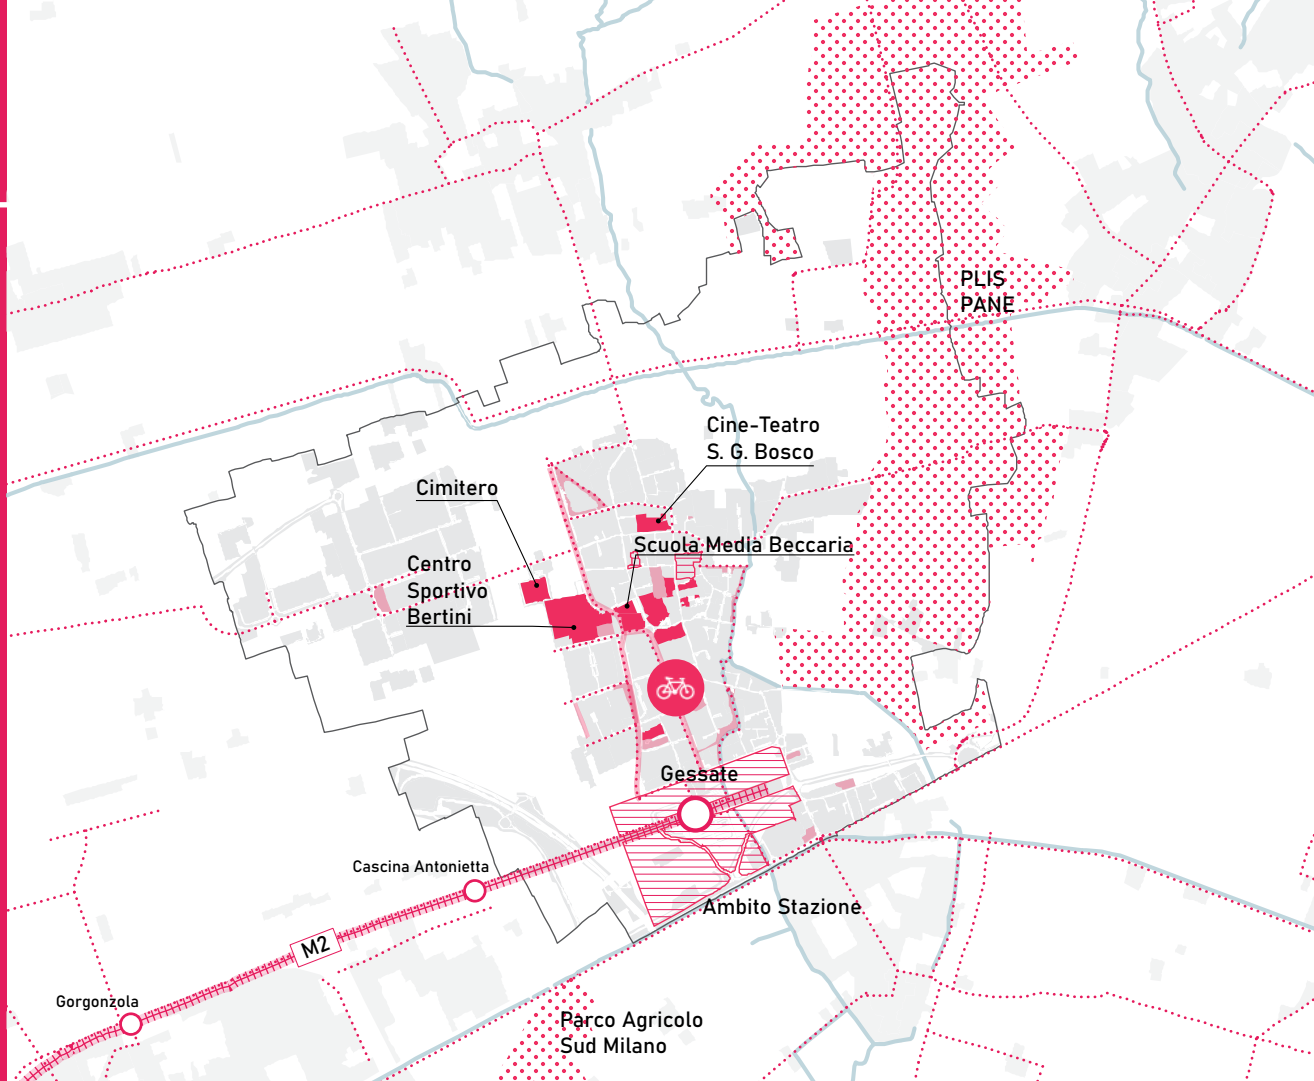 PLIS
PANE
Cine-Teatro
S. G. Bosco
Cimitero
Scuola Media Beccaria
Centro
Sportivo
Bertini
Gessate
Cascina Antonietta
Ambito Stazione
M2
Gorgonzola
Parco Agricolo
Sud Milano